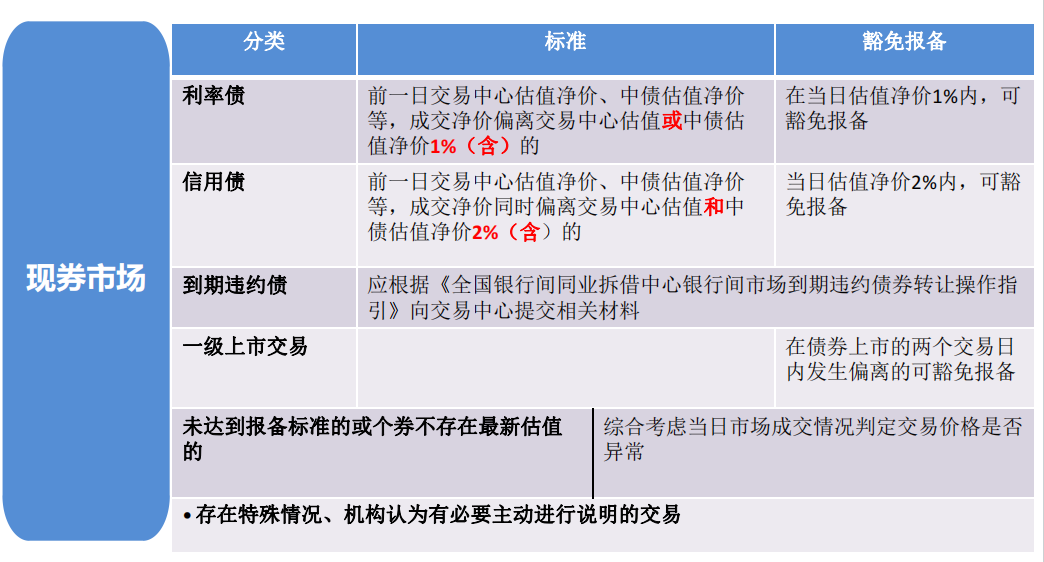 现券市场
分类
标准
豁免报备
利率债
前一日交易中心估值净价、中债估值净价
等，成交净价偏离交易中心估值或中债估
值净价1%（含）的
在当日估值净价1%内，可
豁免报备
信用债
前一日交易中心估值净价、中债估值净价
等，成交净价同时偏离交易中心估值和中
债估值净价2%（含）的
当日估值净价2%内，可豁
免报备
到期违约债
应根据《全国银行间同业拆借中心银行间市场到期违约债券转让操作指
引》向交易中心提交相关材料
一级上市交易
在债券上市的两个交易日
内发生偏离的可豁免报备
未达到报备标准的或个券不存在最新估值
的
综合考虑当日市场成交情况判定交易价格是否
异常
• 存在特殊情况、机构认为有必要主动进行说明的交易